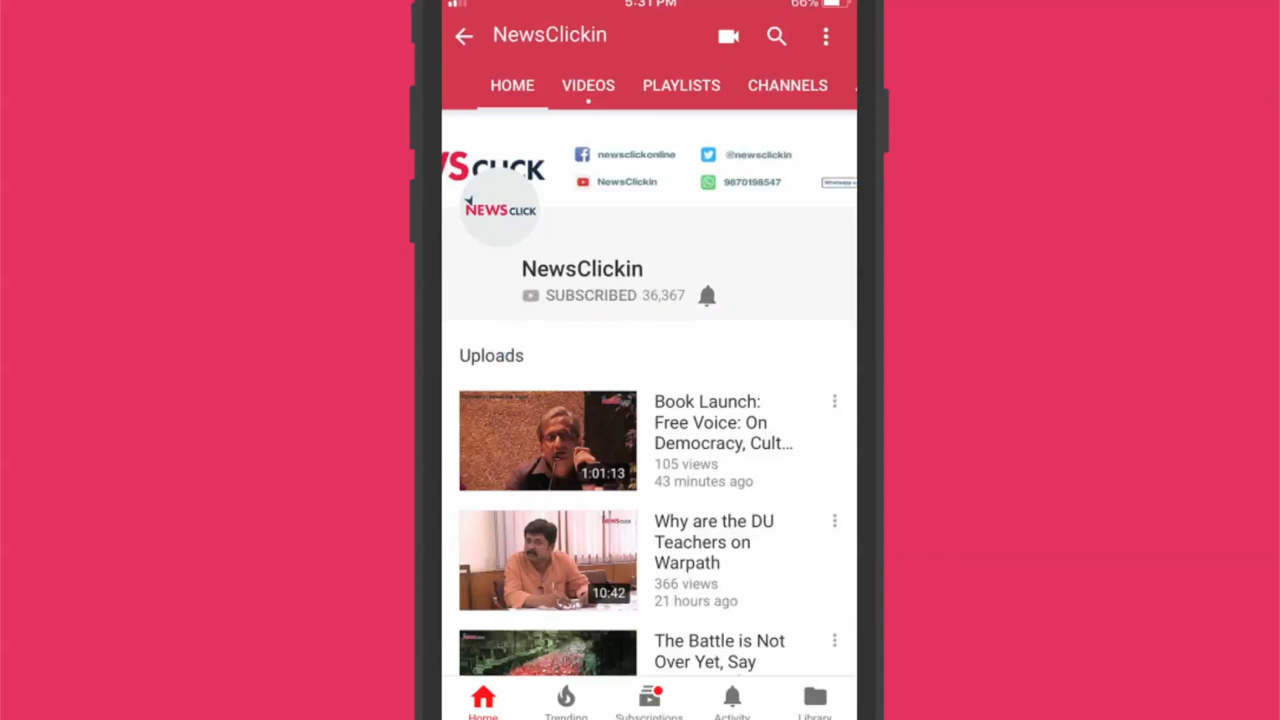 5:31 PM
66%
NewsClickin
HOME VIDEOS PLAYLISTS CHANNELS
CLICK
newsclickonline @newsclickin
NewsClickin 9870198547
NEWS CLICK
NewsClickin
SUBSCRIBED 36,367
Uploads
Book Launch:
Free Voice: On
Democracy, Cult...
105 views
43 minutes ago
1:01:13
Why are the DU
Teachers on
Warpath
366 views
21 hours ago
NEWSCLICK
10:42
The Battle is Not
Over Yet, Say
Home Trending Subscriptions Activity Library